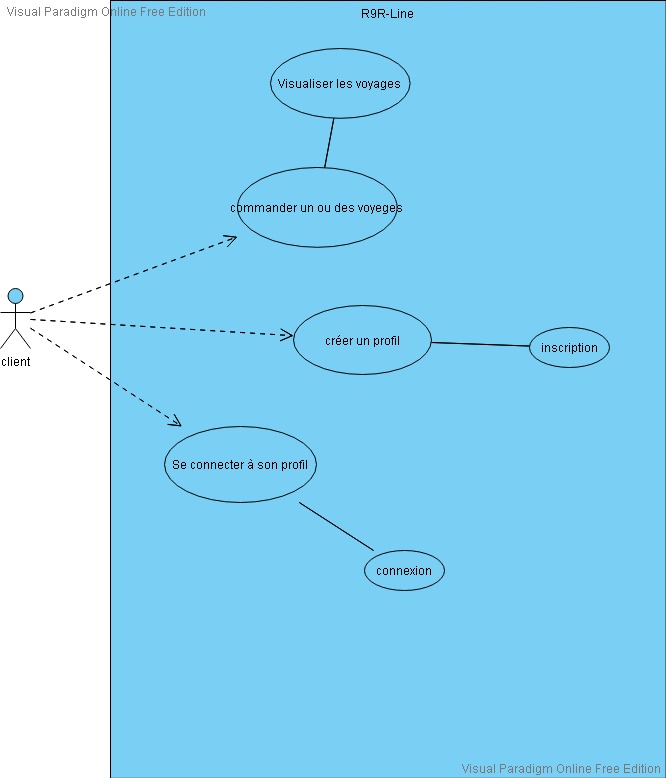 Visual Paradigm Online Free Edition
R9R-Line
Visualiser les voyages
commander un ou des voyeges
créer un profil
inscription
client
Se connecter à son profil
connexion
Visual Paradigm Online Free Edition